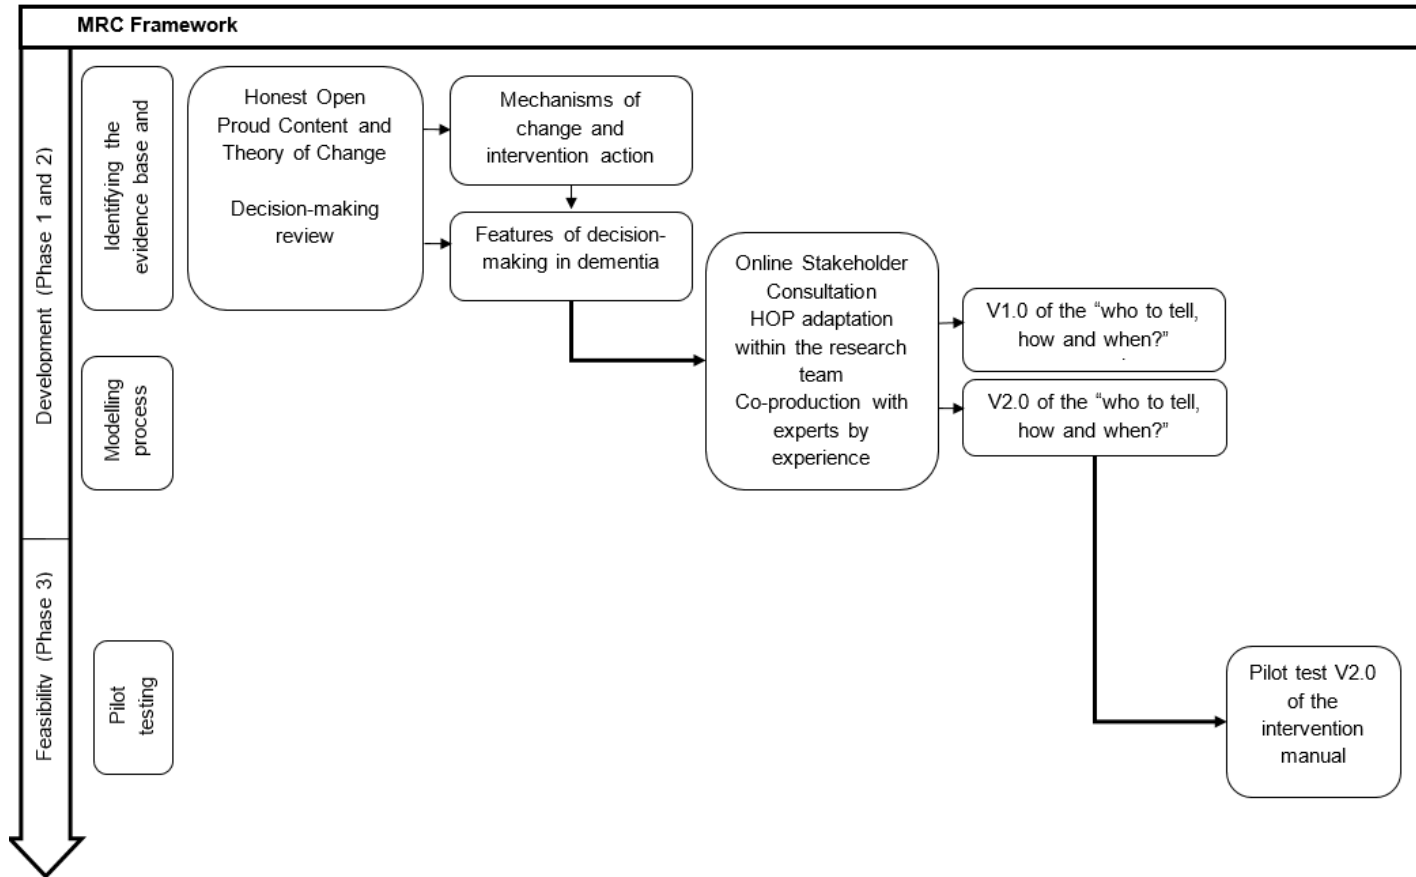 MRC Framework
Development (Phase 1 and 2)
Identifying the
evidence base and
Honest Open
Proud Content and
Theory of Change
Decision-making
review
Mechanisms of
change and
intervention action
Features of decision-
making in dementia
Modelling
process
Online Stakeholder
Consultation
HOP adaptation
within the research
team
Co-production with
experts by
experience
V1.0 of the “who to tell,
how and when?”
.
V2.0 of the “who to tell,
how and when?”
Feasibility (Phase 3)
Pilot
testing
Pilot test V2.0
of the
intervention
manual